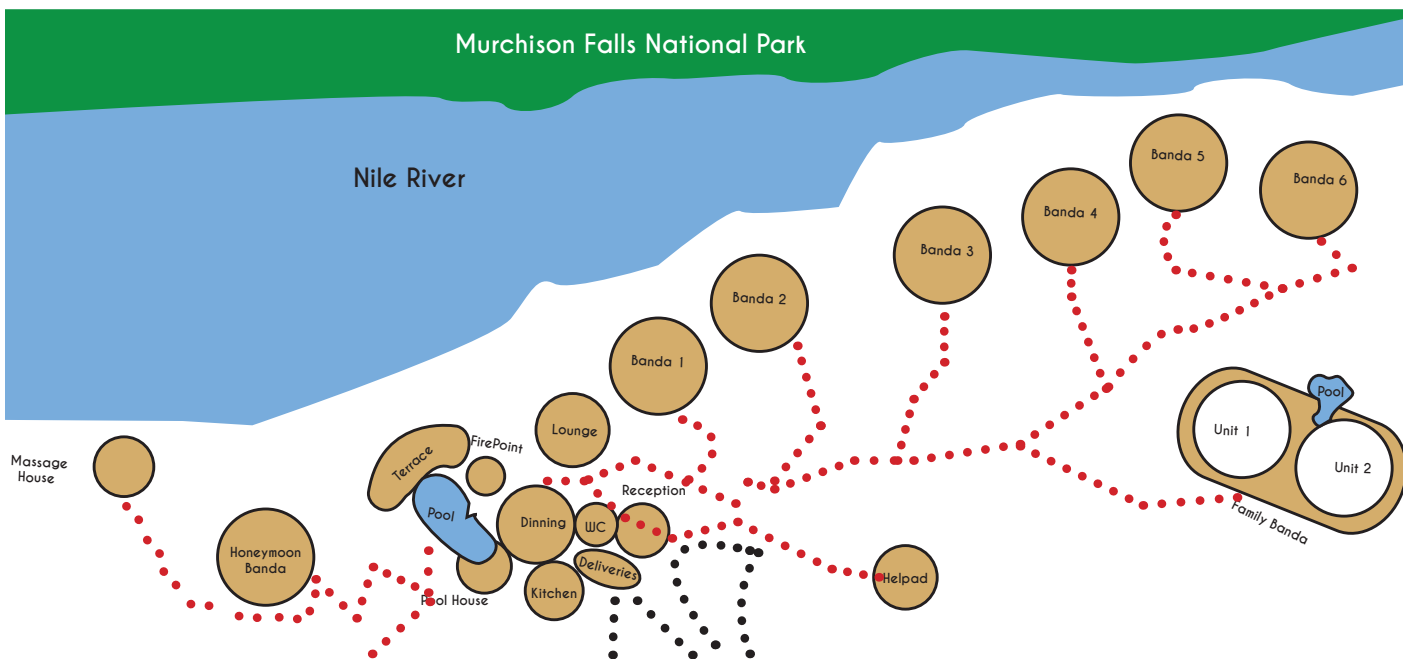 Murchison Falls National Park
Nile River
Banda 5
Banda 6
Banda 4
Banda 3
Banda 2
Banda 1
Pool
Unit 1
Unit 2
Family Banda
Lounge
FirePoint
Terrace
Massage
House
Reception
Pool
Dinning
WC
Honeymoon
Banda
Deliveries
Helpad
Kitchen
Pool House